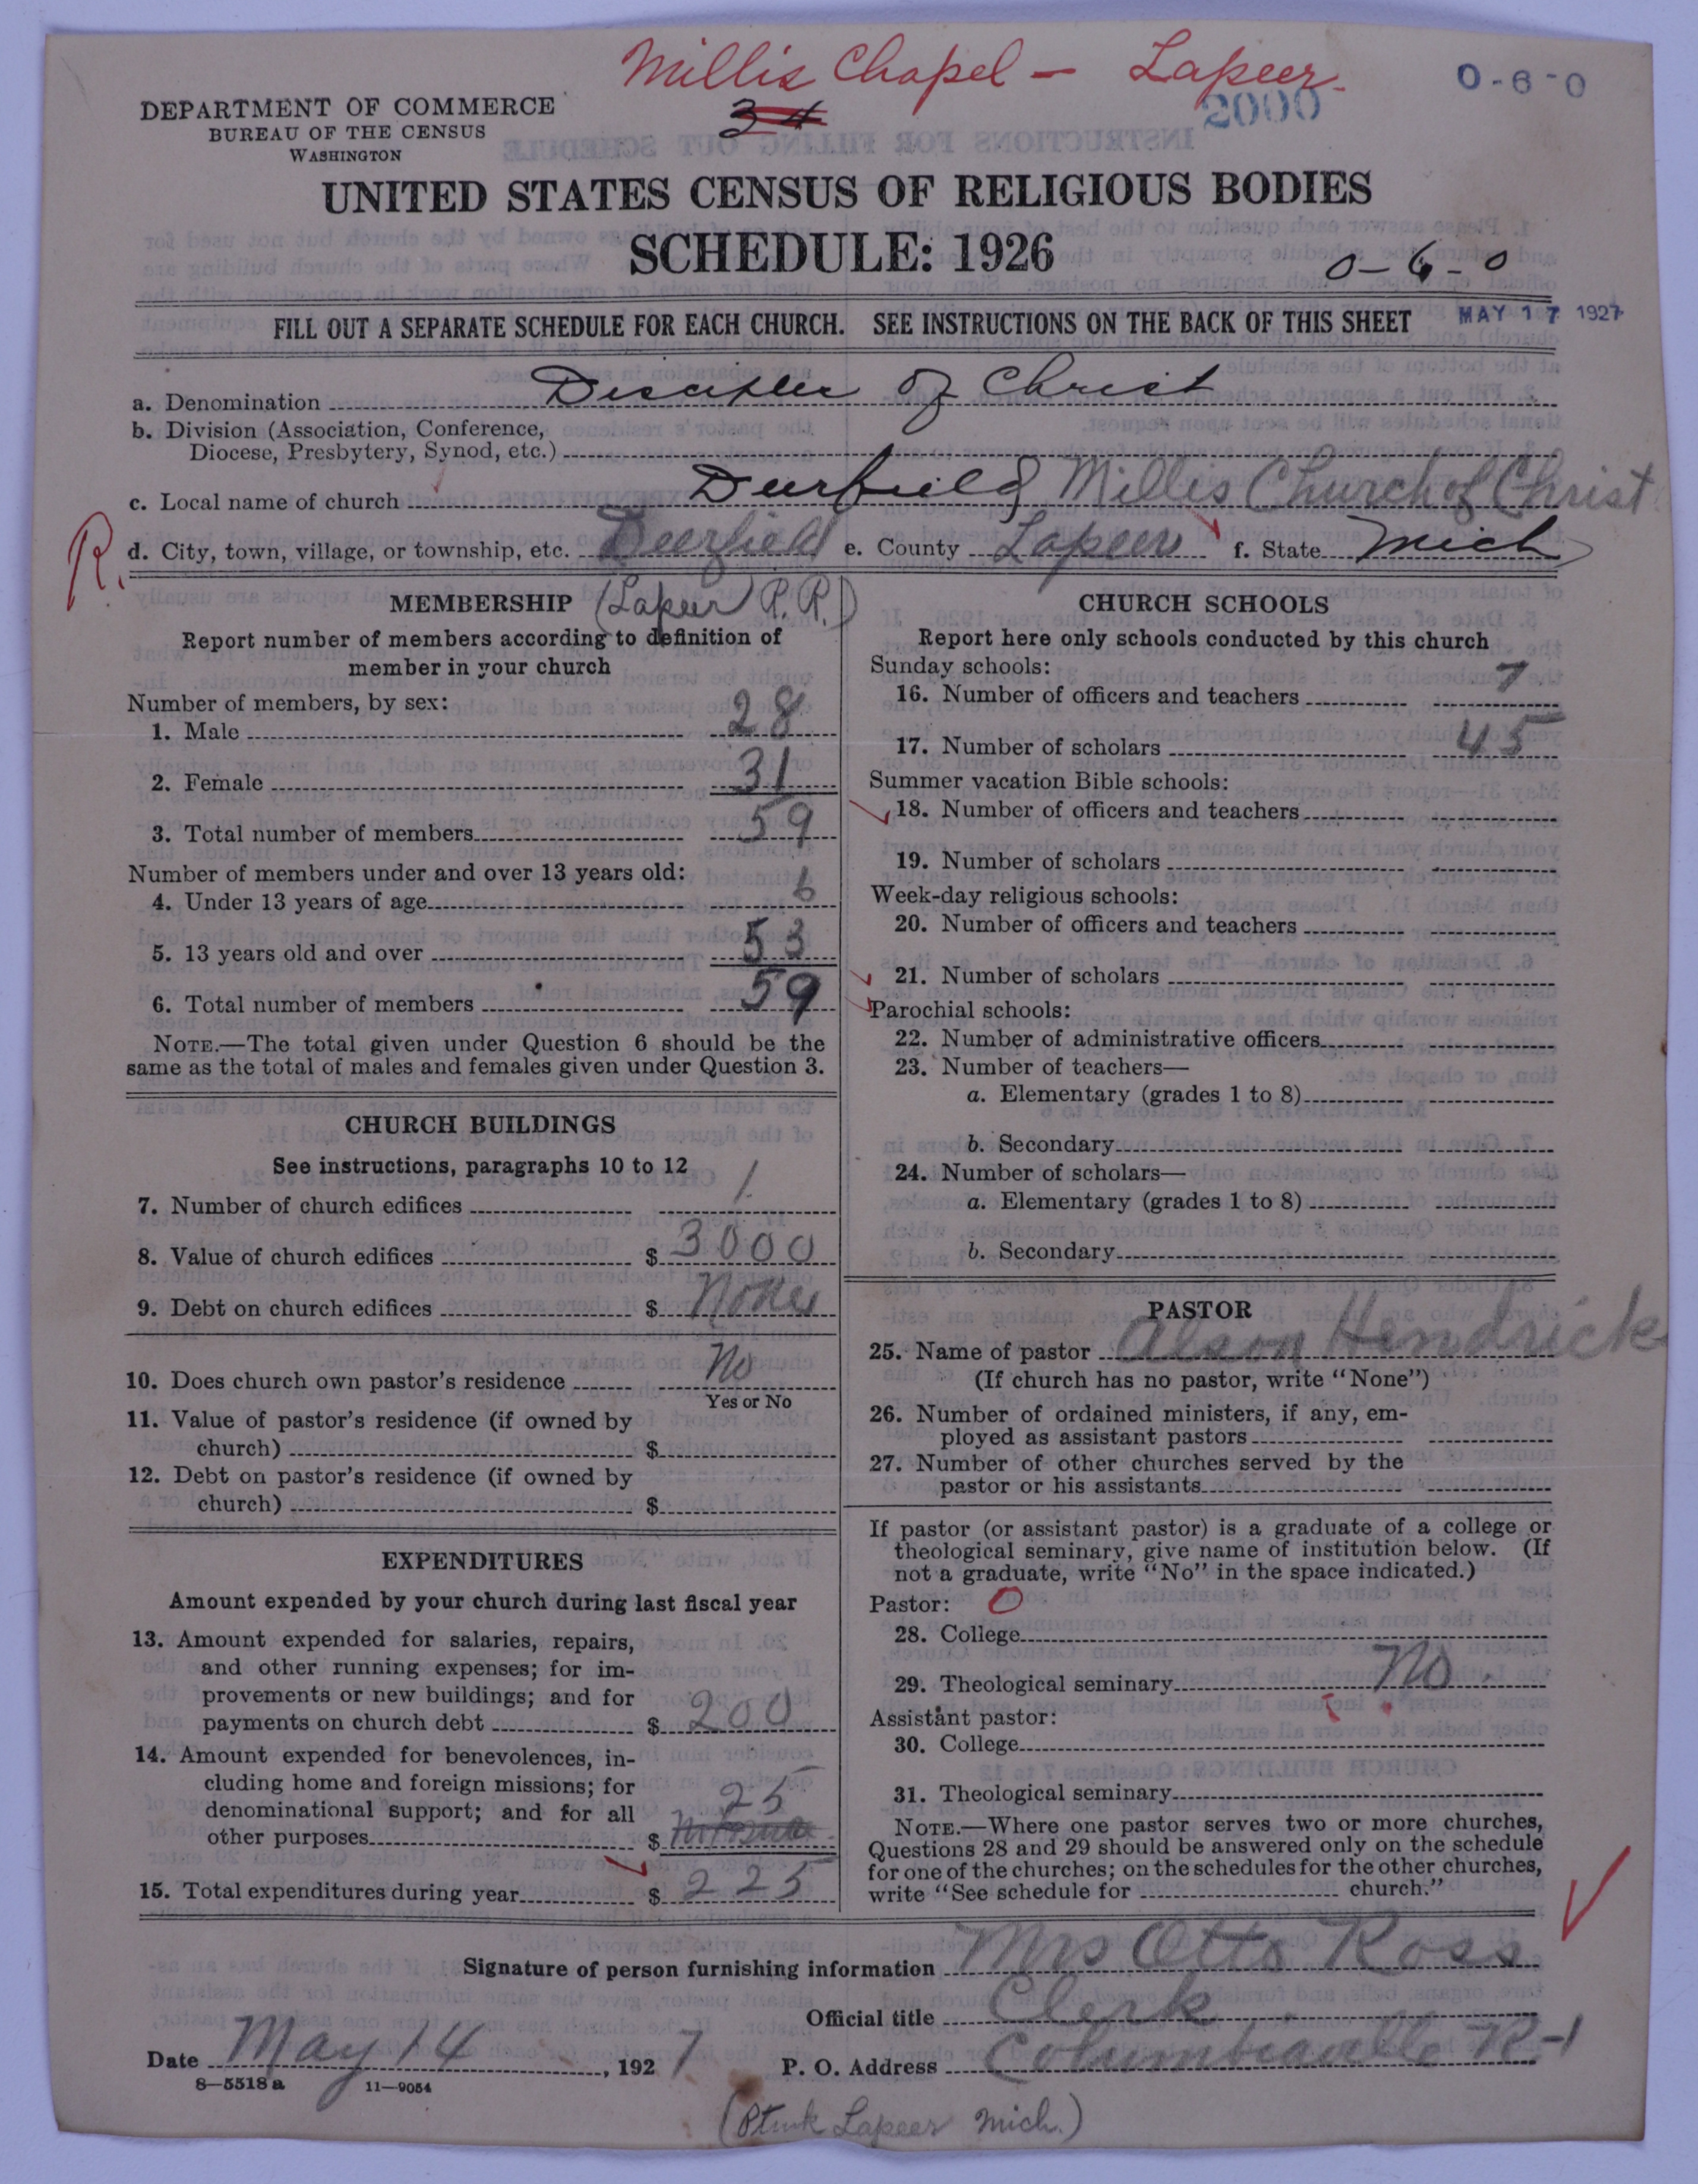 Millis Chapel - Lapeer.
0-6-0
DEPARTMENT OF COMMERCE
BUREAU OF THE CENSUS
WASHINGTON
34
2000
UNITED STATES CENSUS OF RELIGIOUS BODIES
SCHEDULE: 1926
0-6-0
FILL OUT A SEPARATE SCHEDULE FOR EACH CHURCH. SEE INSTRUCTIONS ON THE BACK OF THIS SHEET
MAY 17 1927
a. Denomination Disciples of Christ
b. Division (Association, Conference,
Diocese, Presbytery, Synod, etc.)
c. Local name of church Deerfield Millis Church of Christ
R.
d. City, town, village, or township, etc. Deerfield e. County Lapeer f. State Mich
MEMBERSHIP (Lapeer R.R.)
Report number of members according to definition of
member in your church
Number of members, by sex:
1. Male 28
2. Female 31
3. Total number of members 59
Number of members under and over 13 years old:
4. Under 13 years of age 6
5. 13 years old and over 53
6. Total number of members 59
NOTE.—The total given under Question 6 should be the
same as the total of males and females given under Question 3.
CHURCH BUILDINGS
See instructions, paragraphs 10 to 12
7. Number of church edifices 1.
8. Value of church edifices $ 3000
9. Debt on church edifices $ None
10. Does church own pastor's residence No
Yes or No
11. Value of pastor's residence (if owned by
church) $
12. Debt on pastor's residence (if owned by
church) $
EXPENDITURES
Amount expended by your church during last fiscal year
13. Amount expended for salaries, repairs,
and other running expenses; for im-
provements or new buildings; and for
payments on church debt $ 200
14. Amount expended for benevolences, in-
cluding home and foreign missions; for
denominational support; and for all 25
other purposes $
15. Total expenditures during year $ 225
CHURCH SCHOOLS
Report here only schools conducted by this church
Sunday schools:
16. Number of officers and teachers 7
17. Number of scholars 45
Summer vacation Bible schools:
18. Number of officers and teachers
19. Number of scholars
Week-day religious schools:
20. Number of officers and teachers
21. Number of scholars
Parochial schools:
22. Number of administrative officers
23. Number of teachers—
a. Elementary (grades 1 to 8)
b. Secondary
24. Number of scholars—
a. Elementary (grades 1 to 8)
b. Secondary
PASTOR
25. Name of pastor Alson Hendrick
(If church has no pastor, write "None")
26. Number of ordained ministers, if any, em-
ployed as assistant pastors
27. Number of other churches served by the
pastor or his assistants
If pastor (or assistant pastor) is a graduate of a college or
theological seminary, give name of institution below. (If
not a graduate, write "No" in the space indicated.)
Pastor: 0
28. College
29. Theological seminary No.
Assistant pastor:
30. College
31. Theological seminary
NOTE.—Where one pastor serves two or more churches,
Questions 28 and 29 should be answered only on the schedule
for one of the churches; on the schedules for the other churches,
write "See schedule for church."
Signature of person furnishing information Mrs Otto Ross
Official title Clerk
Date May 14, 1927 P. O. Address Columbiaville R-1
8-5518a 11-9054
Lapeer Mich.)